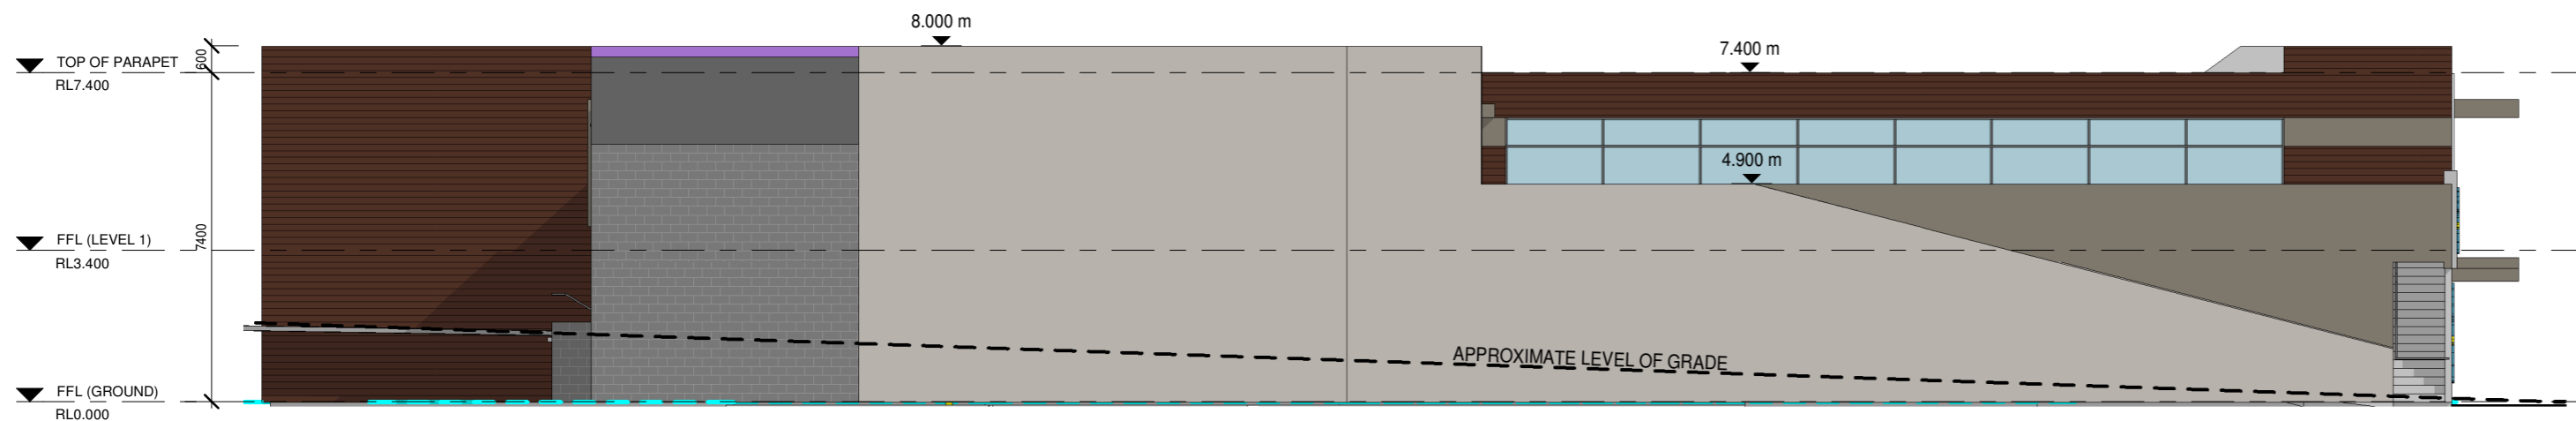 8.000 m
7.400 m
600
TOP OF PARAPET
RL7.400
4.900 m
7400
FFL (LEVEL 1)
RL3.400
APPROXIMATE LEVEL OF GRADE
FFL (GROUND)
RL0.000